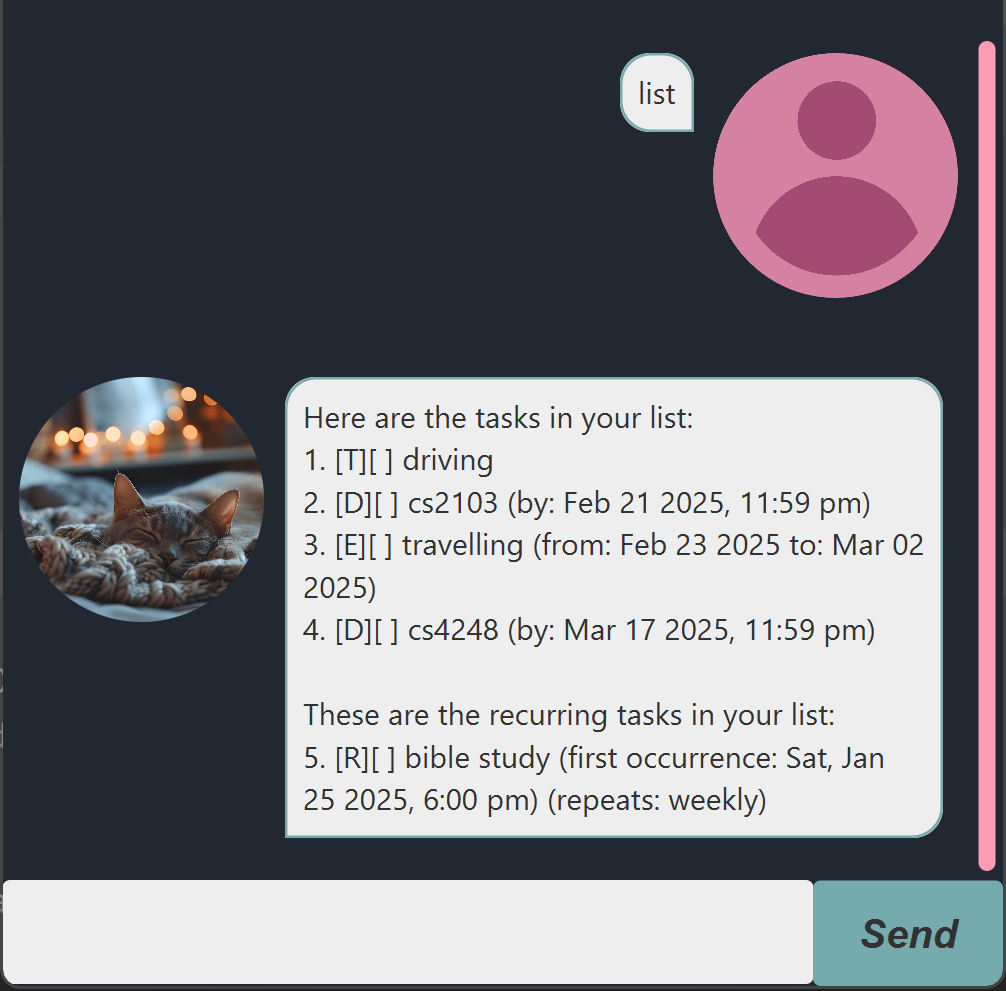 list
Here are the tasks in your list:
1. [T][ ] driving
2. [D][ ] cs2103 (by: Feb 21 2025, 11:59 pm)
3. [E][ ] travelling (from: Feb 23 2025 to: Mar 02
2025)
4. [D][ ] cs4248 (by: Mar 17 2025, 11:59 pm)
These are the recurring tasks in your list:
5. [R][ ] bible study (first occurrence: Sat, Jan
25 2025, 6:00 pm) (repeats: weekly)
Send